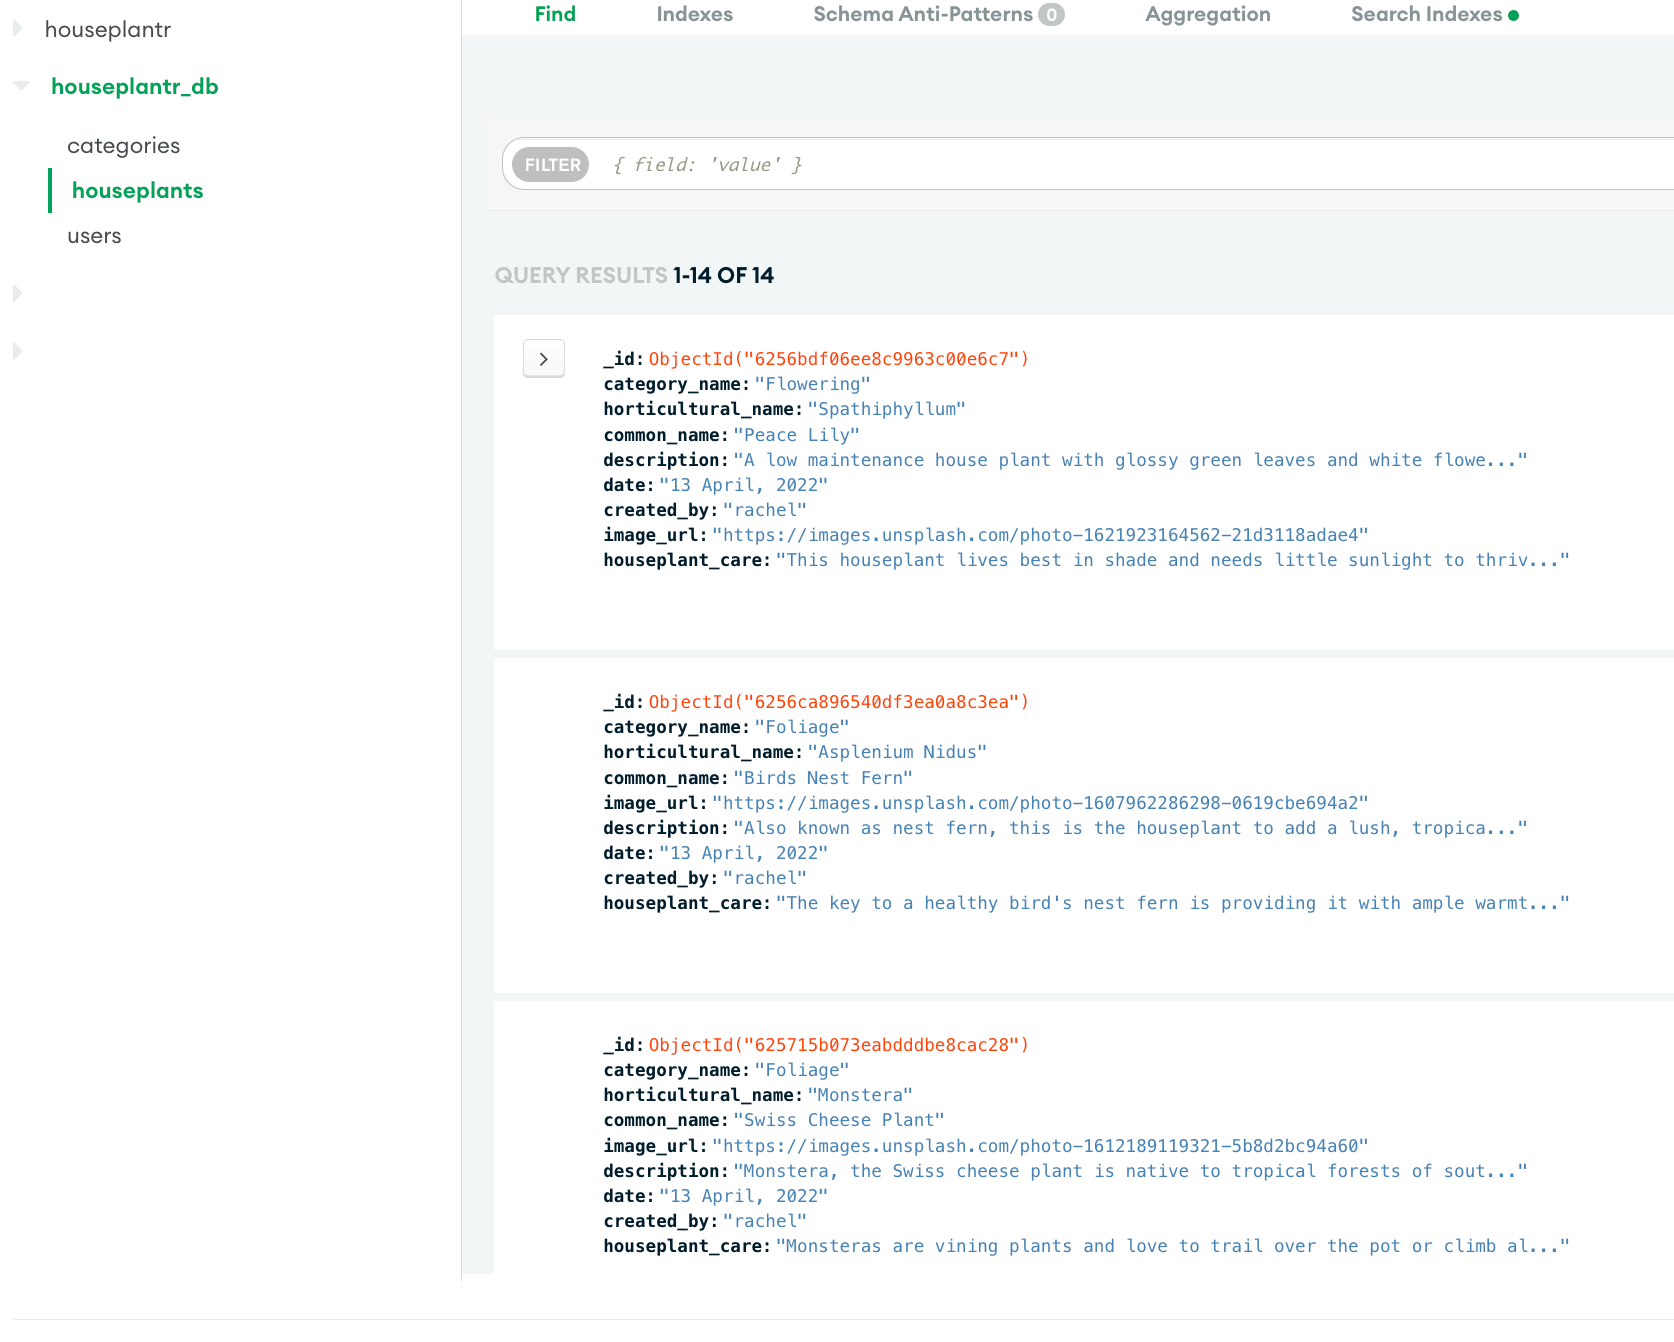 houseplantr
houseplantr_db
categories
houseplants
users
Find Indexes Schema Anti-Patterns 0 Aggregation Search Indexes
FILTER { field: 'value' }
QUERY RESULTS 1-14 OF 14
_id: ObjectId("6256bdf06ee8c9963c00e6c7")
category_name: "Flowering"
horticultural_name: "Spathiphyllum"
common_name: "Peace Lily"
description: "A low maintenance house plant with glossy green leaves and white flowe..."
date: "13 April, 2022"
created_by: "rachel"
image_url: "https://images.unsplash.com/photo-1621923164562-21d3118adae4"
houseplant_care: "This houseplant lives best in shade and needs little sunlight to thriv..."
_id: ObjectId("6256ca896540df3ea0a8c3ea")
category_name: "Foliage"
horticultural_name: "Asplenium Nidus"
common_name: "Birds Nest Fern"
image_url: "https://images.unsplash.com/photo-1607962286298-0619cbe694a2"
description: "Also known as nest fern, this is the houseplant to add a lush, tropica..."
date: "13 April, 2022"
created_by: "rachel"
houseplant_care: "The key to a healthy bird's nest fern is providing it with ample warmt..."
_id: ObjectId("625715b073eabdddbe8cac28")
category_name: "Foliage"
horticultural_name: "Monstera"
common_name: "Swiss Cheese Plant"
image_url: "https://images.unsplash.com/photo-1612189119321-5b8d2bc94a60"
description: "Monstera, the Swiss cheese plant is native to tropical forests of sout..."
date: "13 April, 2022"
created_by: "rachel"
houseplant_care: "Monsteras are vining plants and love to trail over the pot or climb al..."